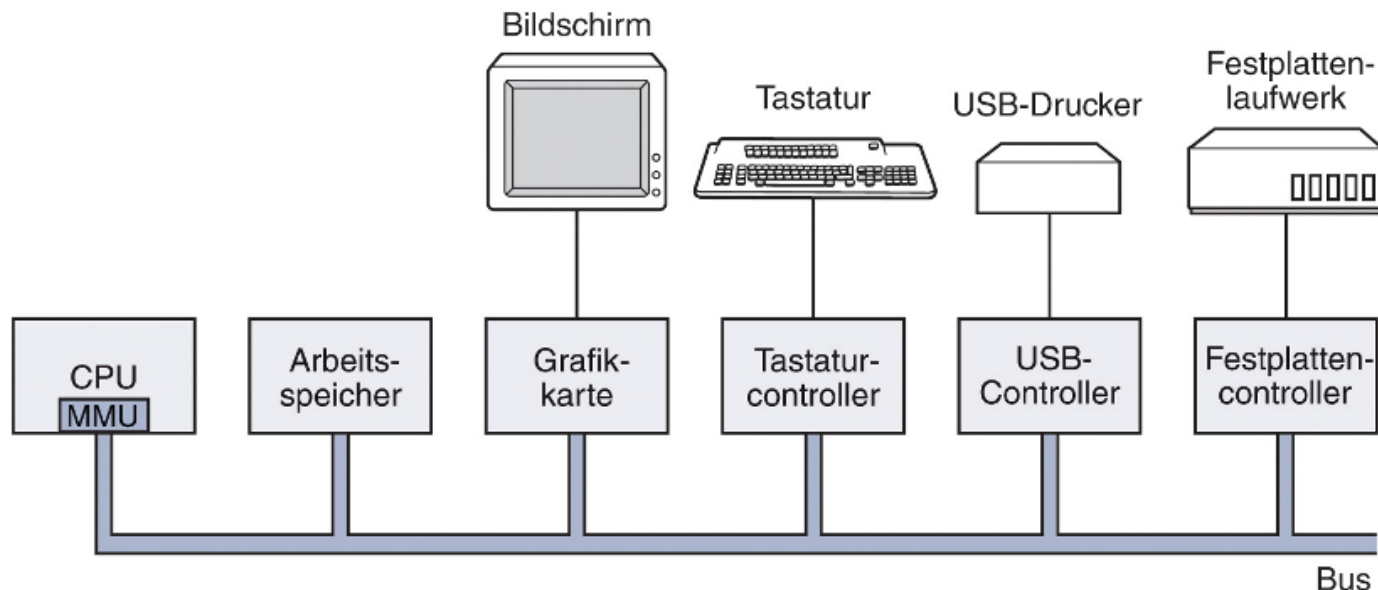 Bildschirm
Tastatur
USB-Drucker
Festplatten-
laufwerk
CPU
MMU
Arbeits-
speicher
Grafik-
karte
Tastatur-
controller
USB-
Controller
Festplatten-
controller
Bus